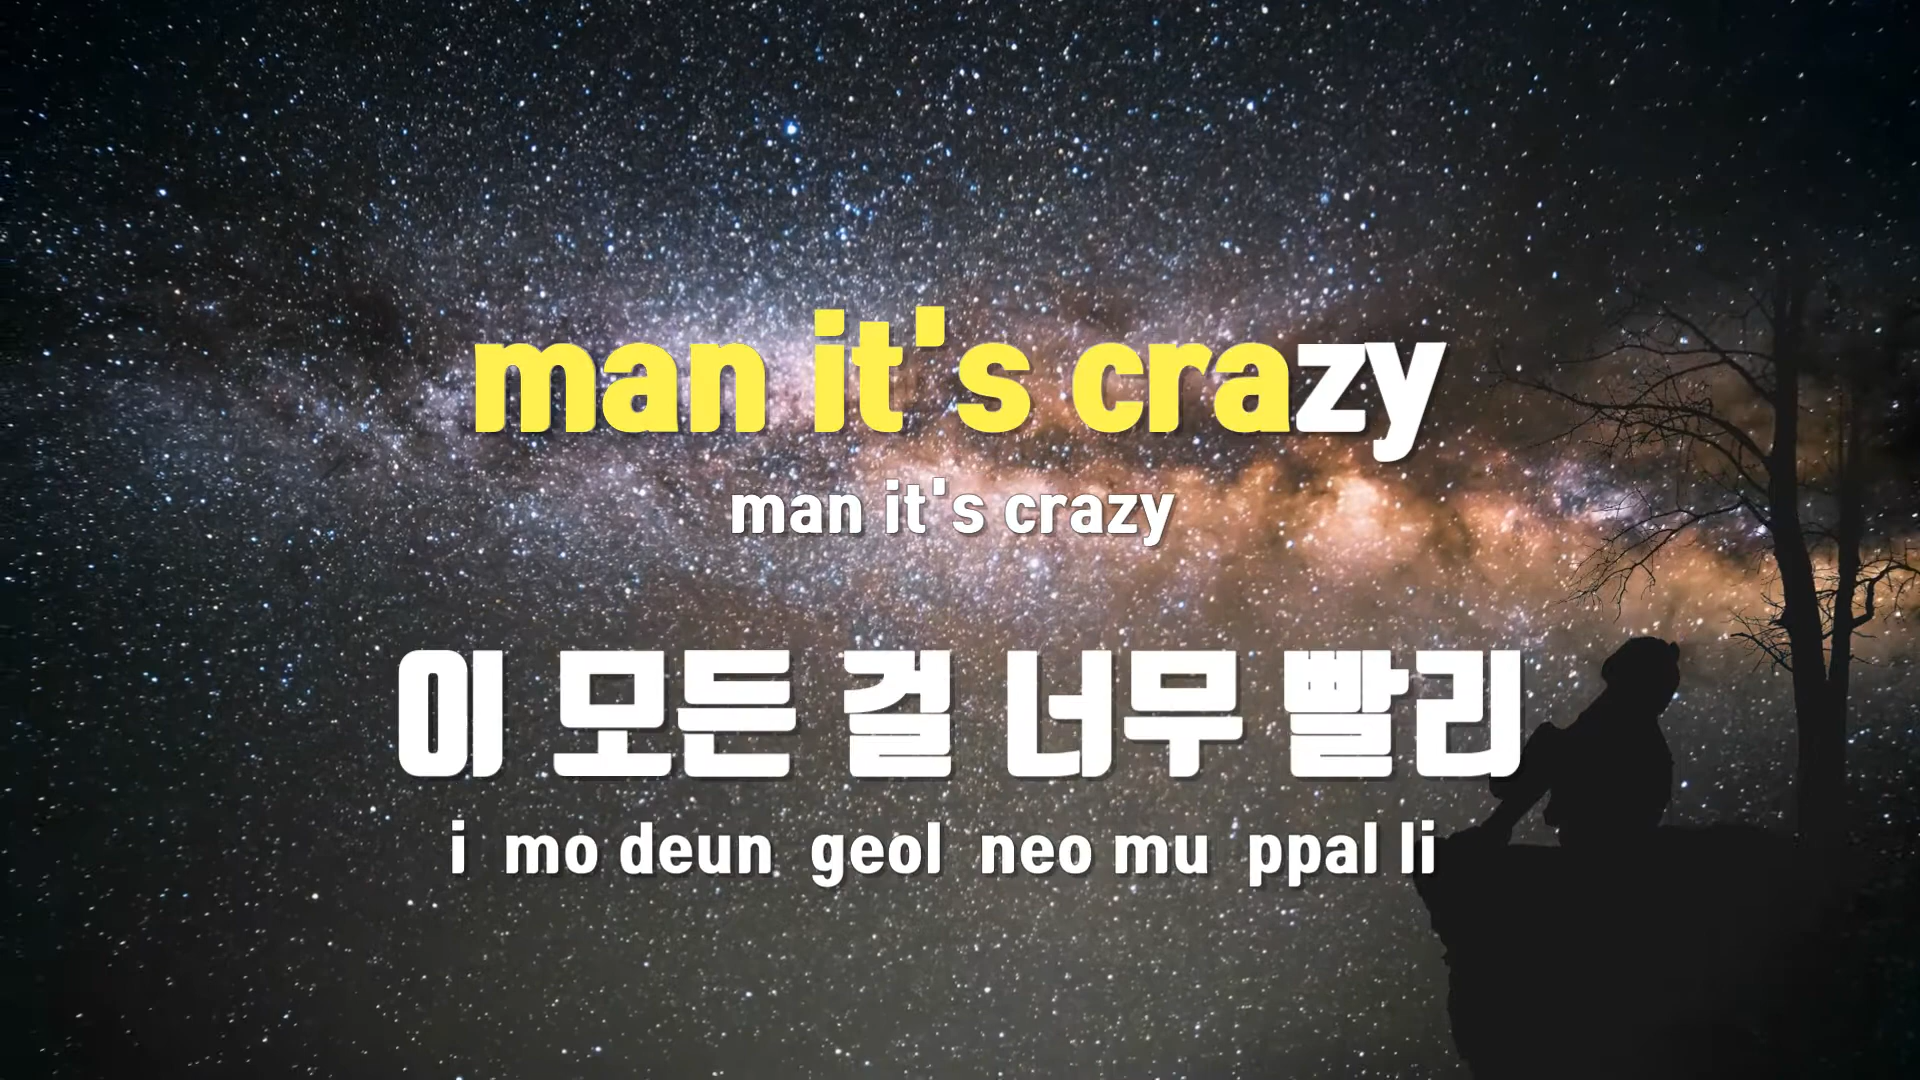 man it's crazy
man it's crazy
이 모든 걸 너무 빨리
i mo deun geol neo mu ppal li